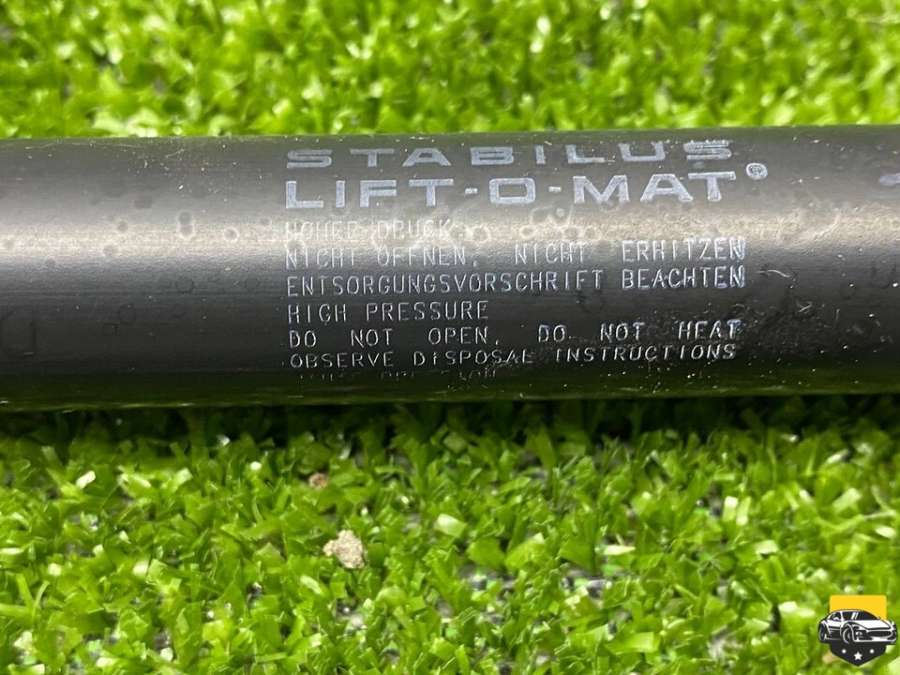 STABILUS
LIFT-O-MAT®
HOHER DRUCK
NICHT ÖFFNEN, NICHT ERHITZEN
ENTSORGUNGSVORSCHRIFT BEACHTEN
HIGH PRESSURE
DO NOT OPEN, DO NOT HEAT
OBSERVE DISPOSAL INSTRUCTIONS